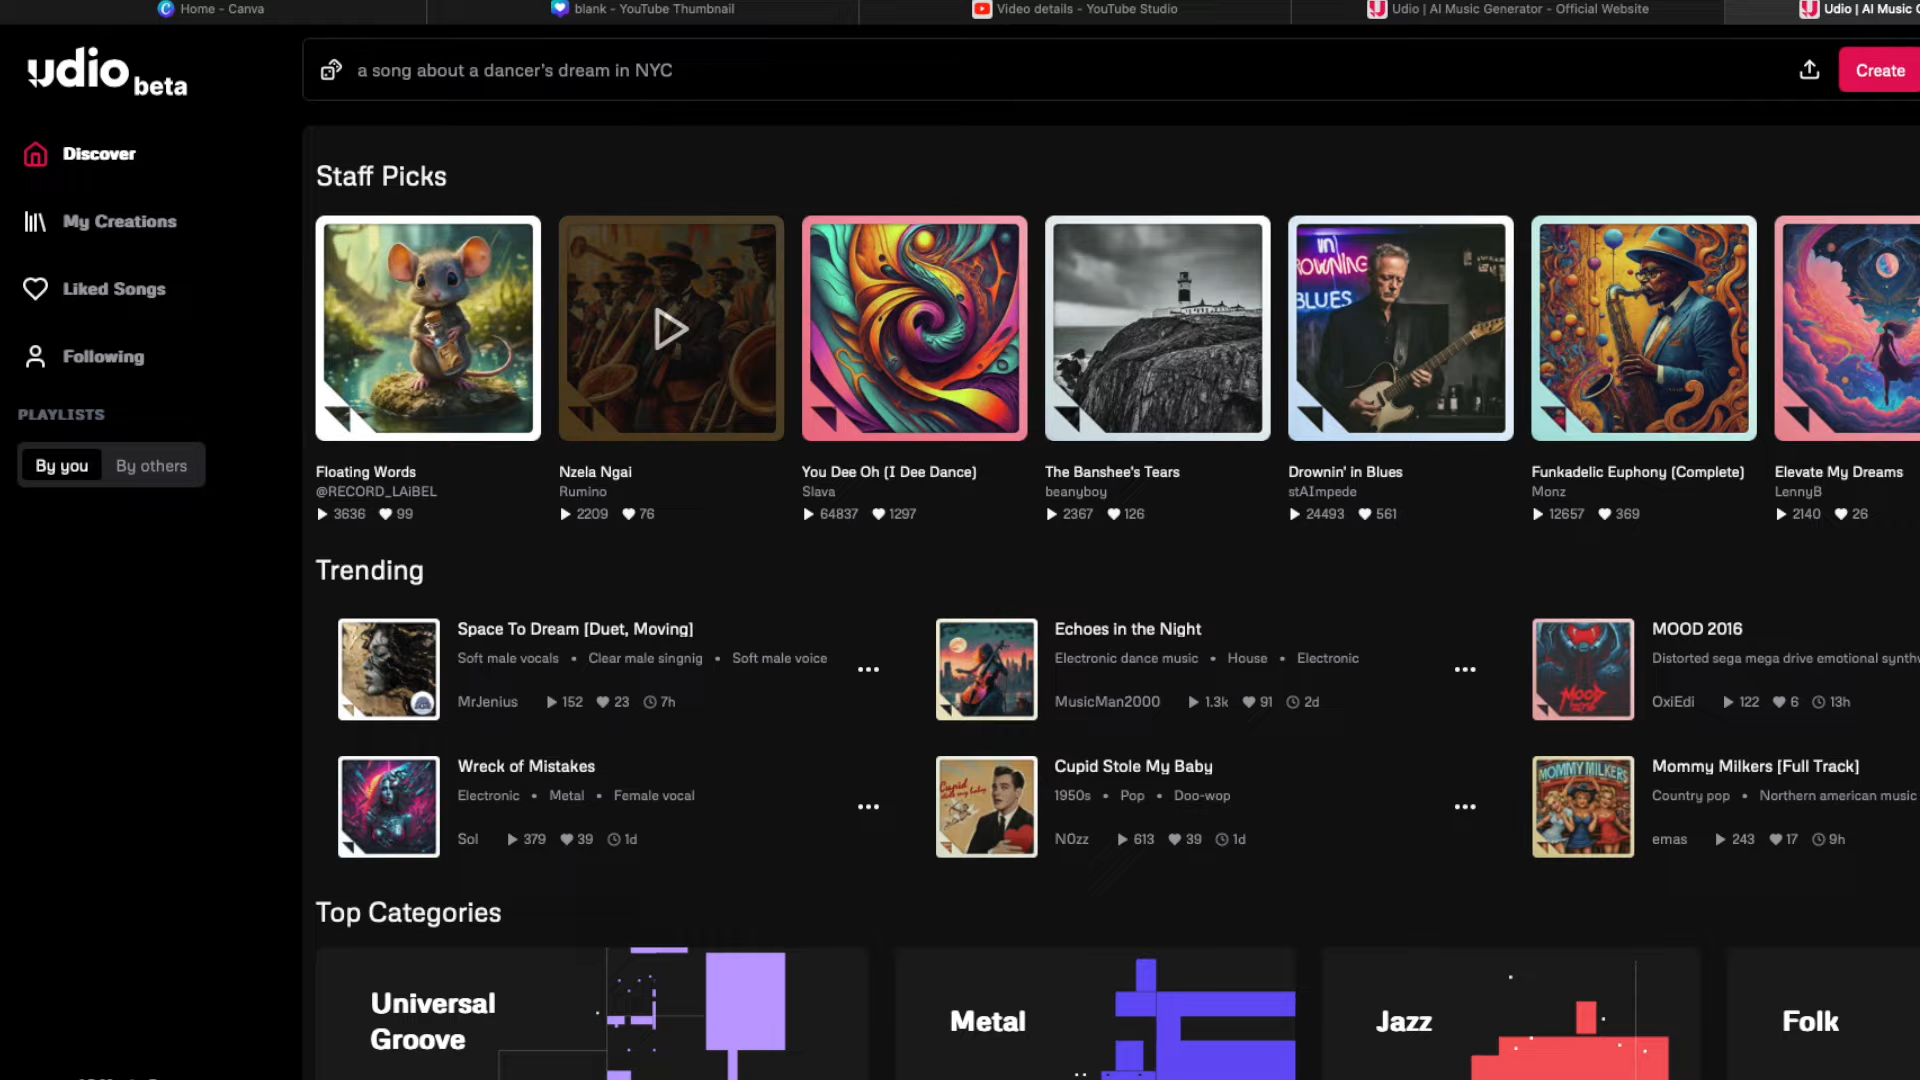 Home - Canva
blank - YouTube Thumbnail
Video details - YouTube Studio
Udio | AI Music Generator - Official Website
Udio | AI Music
udio beta
a song about a dancer's dream in NYC
Create
Discover
My Creations
Liked Songs
Following
PLAYLISTS
By you
By others
Staff Picks
Floating Words
@RECORD_LAiBEL
3636 99
Nzela Ngai
Rumino
2209 76
You Dee Oh (I Dee Dance)
Slava
64837 1297
The Banshee's Tears
beanyboy
2367 126
IN
BLUES
Drownin' in Blues
stAImpede
24493 561
Funkadelic Euphony (Complete)
Monz
12657 369
Elevate My Dreams
LennyB
2140 26
Trending
Space To Dream [Duet, Moving]
Soft male vocals • Clear male singnig • Soft male voice
MrJenius 152 23 7h
Echoes in the Night
Electronic dance music • House • Electronic
MusicMan2000 1.3k 91 2d
MOOD
MOOD 2016
Distorted sega mega drive emotional
OxiEdi 122 6 13h
Wreck of Mistakes
Electronic • Metal • Female vocal
Sol 379 39 1d
Cupid
Cupid Stole My Baby
1950s • Pop • Doo-wop
N0zz 613 39 1d
MOMMY MILKERS
Mommy Milkers [Full Track]
Country pop • Northern american music
emas 243 17 9h
Top Categories
Universal
Groove
Metal
Jazz
Folk